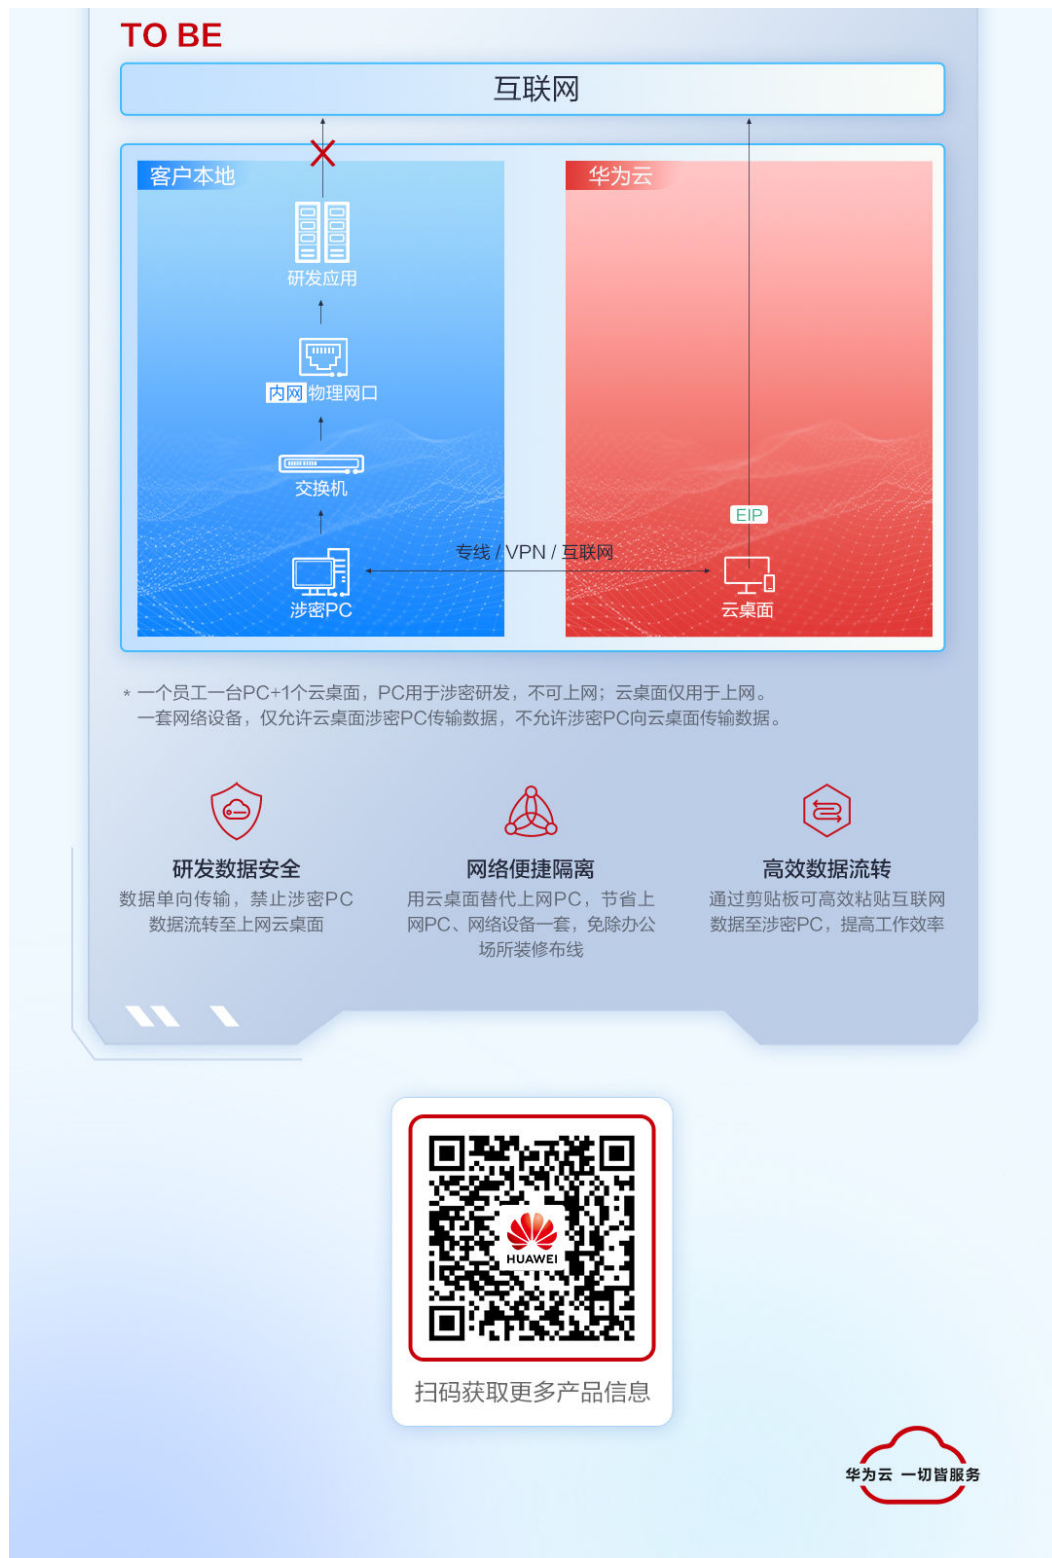 TO BE
互联网
客户本地
华为云
研发应用
内网 物理网口
交换机
EIP
专线 / VPN / 互联网
涉密PC
云桌面
* 一个员工一台PC+1个云桌面，PC用于涉密研发，不可上网；云桌面仅用于上网。
一套网络设备，仅允许云桌面涉密PC传输数据，不允许涉密PC向云桌面传输数据。
研发数据安全
数据单向传输，禁止涉密PC
数据流转至上网云桌面
网络便捷隔离
用云桌面替代上网PC，节省上
网PC、网络设备一套，免除办公
场所装修布线
高效数据流转
通过剪贴板可高效粘贴互联网
数据至涉密PC，提高工作效率
HUAWEI
扫码获取更多产品信息
华为云 一切皆服务